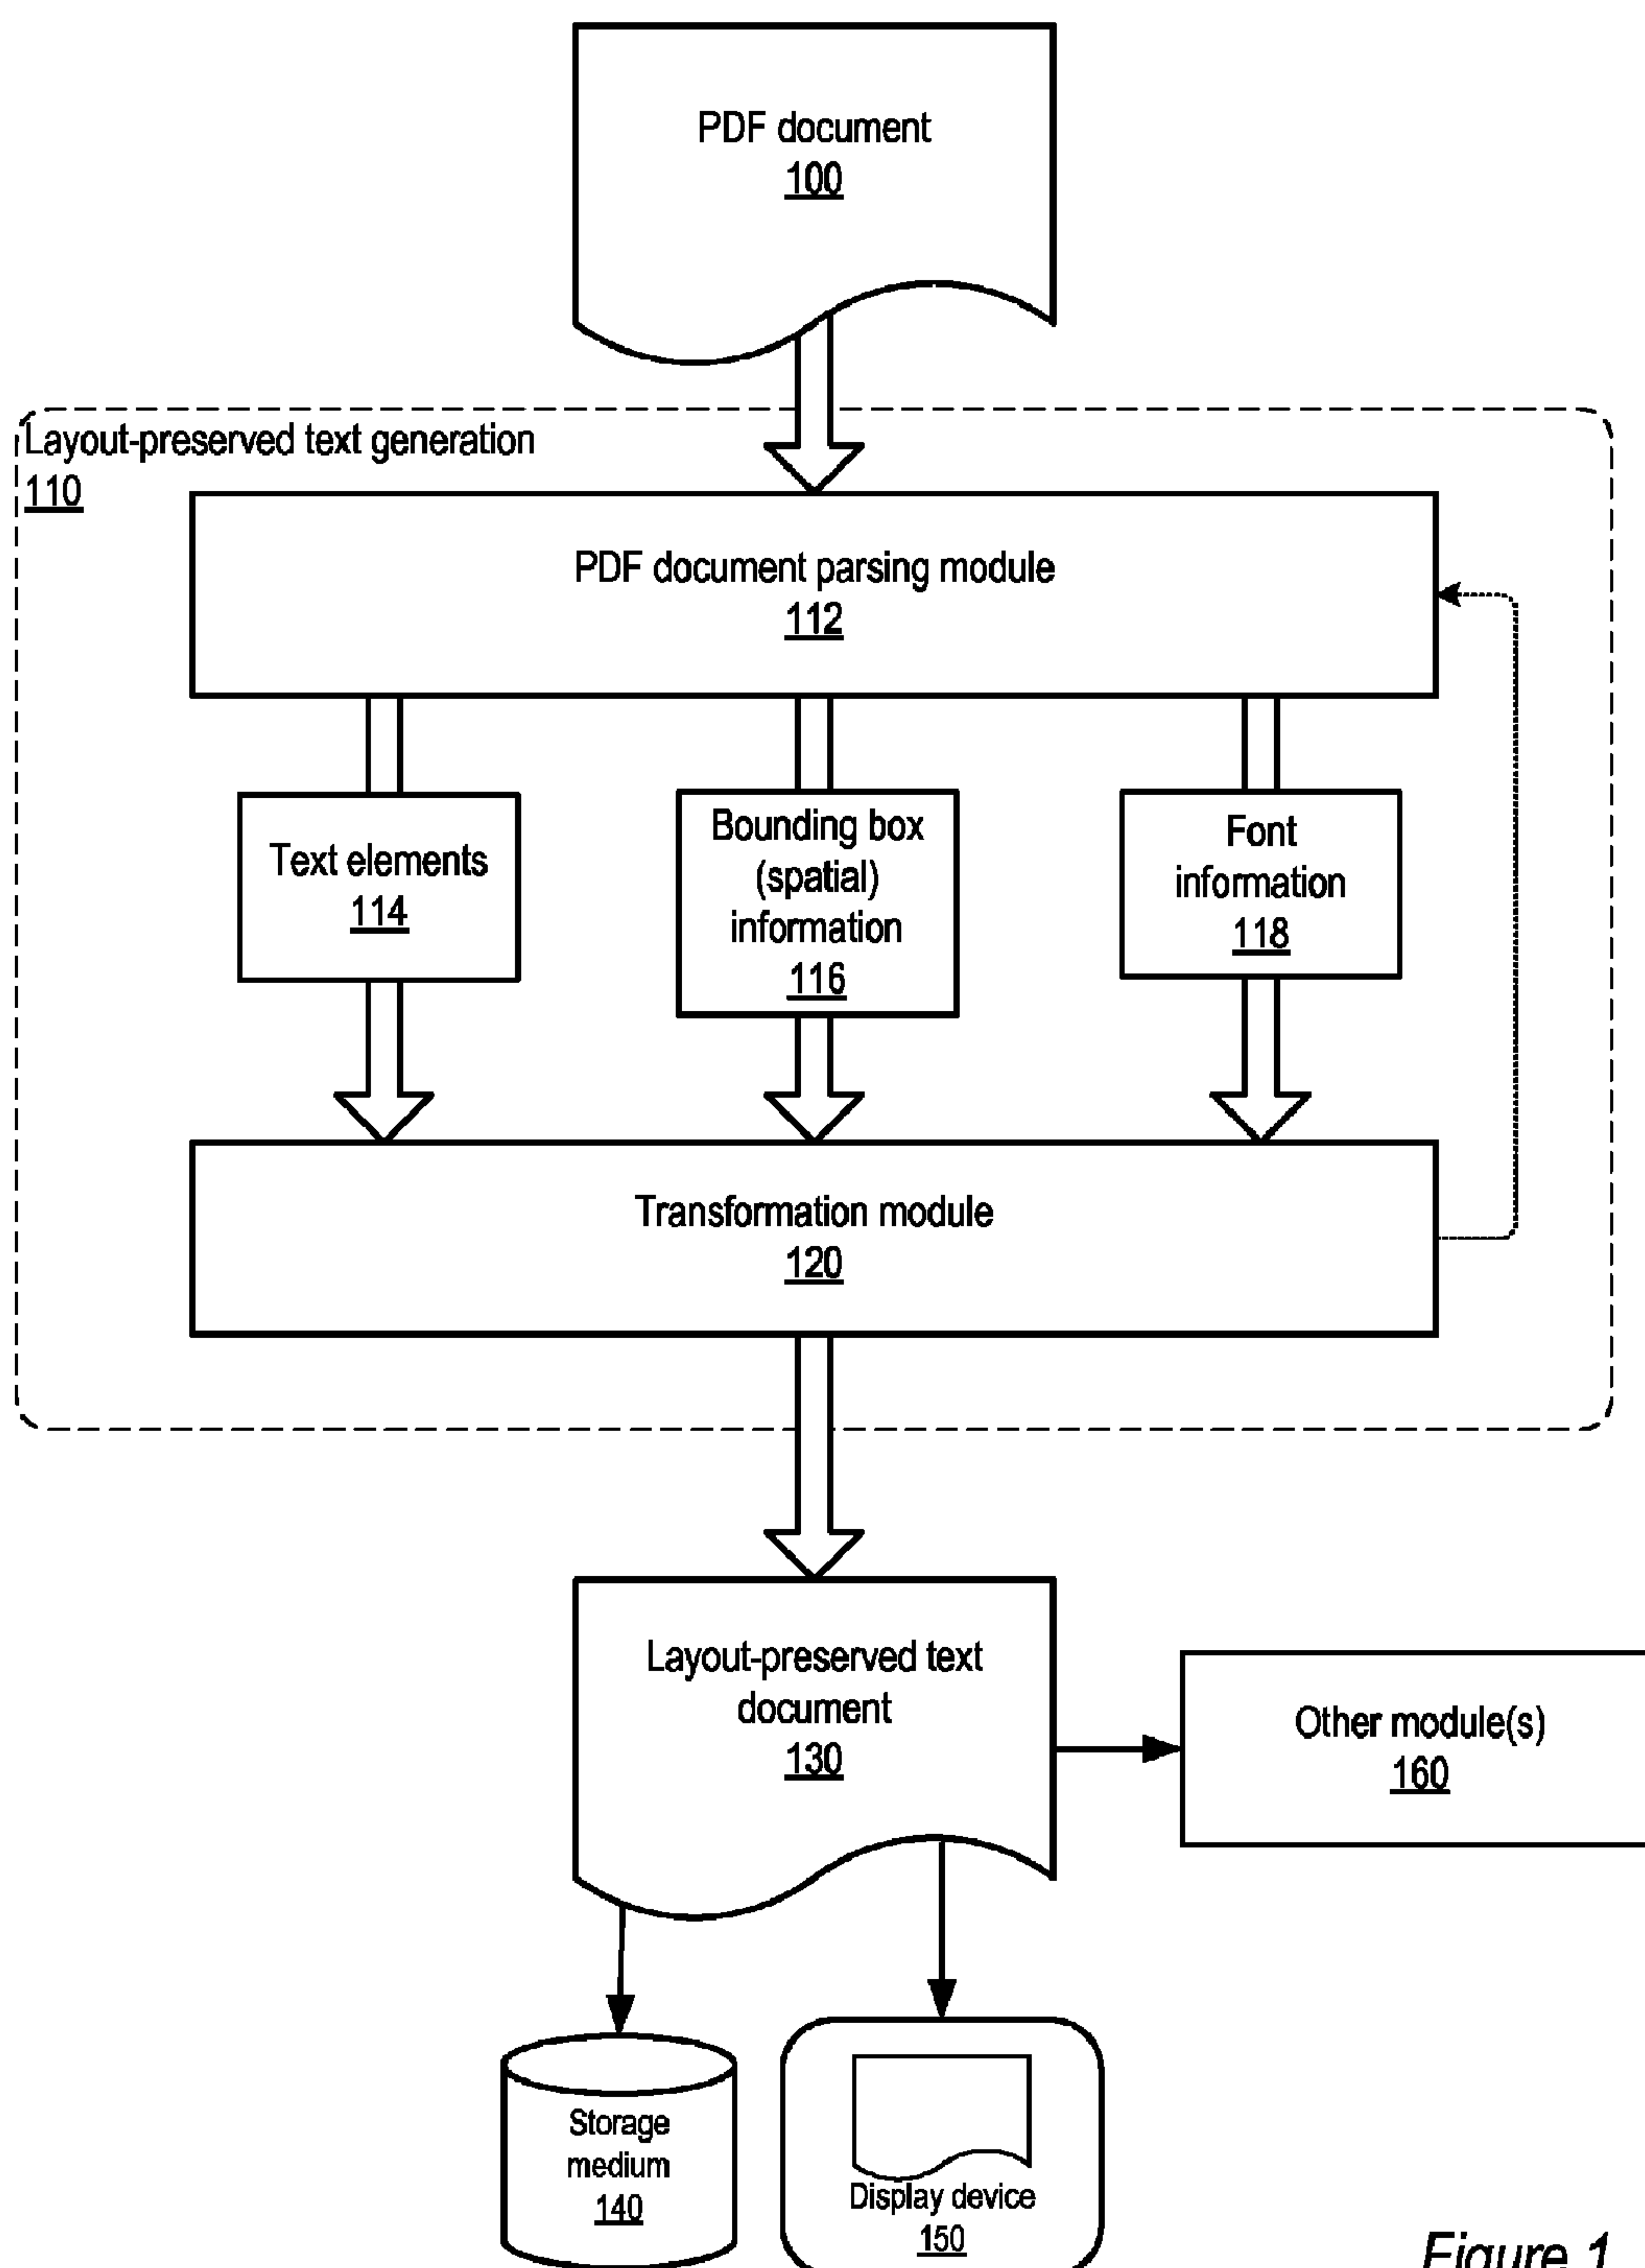 PDF document
100
Layout-preserved text generation
110
PDF document parsing module
112
Text elements
114
Bounding box
(spatial)
information
116
Font
information
118
Transformation module
120
Layout-preserved text
document
130
Other module(s)
160
Storage
medium
140
Display device
150
Figure 1